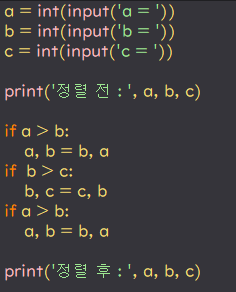 a = int(input('a = '))
b = int(input('b = '))
c = int(input('c = '))
print('정렬 전 : ', a, b, c)
if a > b:
    a, b = b, a
if  b > c:
    b, c = c, b
if a > b:
    a, b = b, a
print('정렬 후 : ', a, b, c)